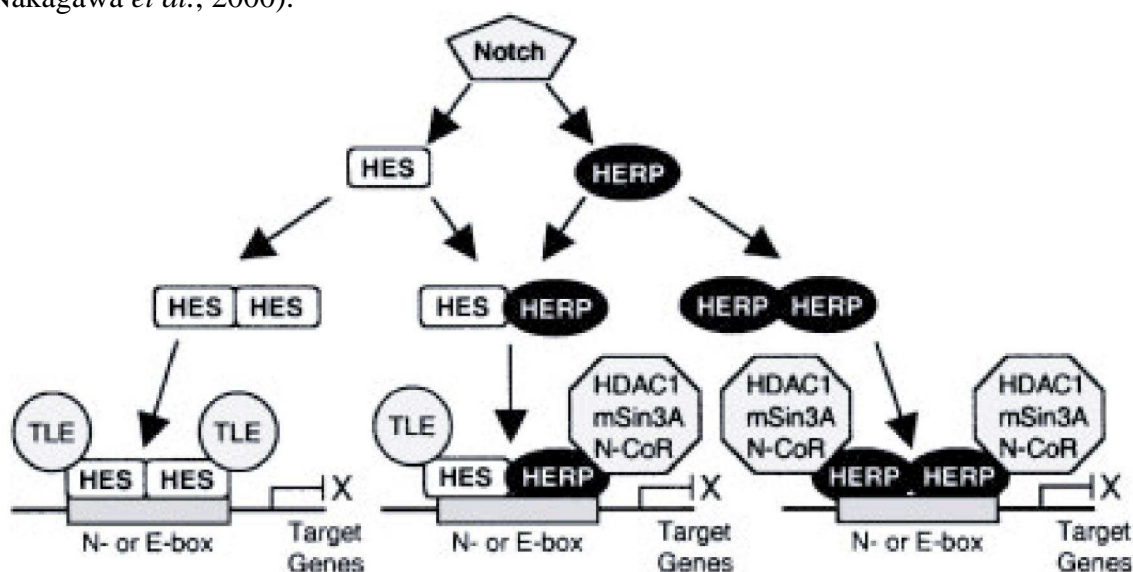 Nakagawa et al., 2000).
Notch
HES
HERP
HES HES
HES HERP
HERP HERP
TLE
TLE
HES HES
N- or E-box
X
Target
Genes
TLE
HDAC1
mSin3A
N-CoR
HES HERP
N- or E-box
X
Target
Genes
HDAC1
mSin3A
N-CoR
HDAC1
mSin3A
N-CoR
HERP HERP
N- or E-box
X
Target
Genes